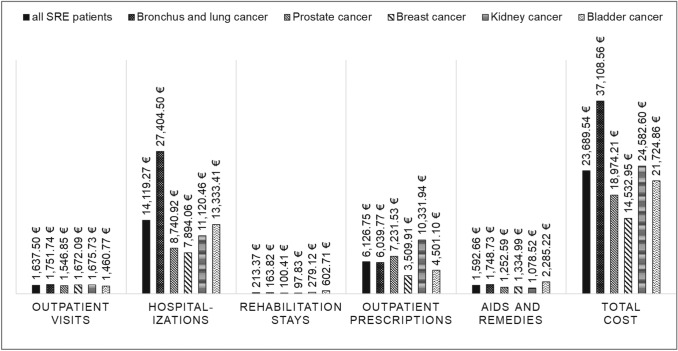 all SRE patients Bronchus and lung cancer Prostate cancer Breast cancer Kidney cancer Bladder cancer
1,637.50 €
1,751.74 €
1,546.85 €
1,672.09 €
1,675.73 €
1,460.77 €
14,119.27 €
27,404.50 €
8,740.92 €
7,894.06 €
11,120.46 €
13,333.41 €
213.37 €
163.82 €
100.41 €
97.83 €
279.12 €
602.71 €
6,126.75 €
6,039.77 €
7,231.53 €
3,509.91 €
10,331.94 €
4,501.10 €
1,592.66 €
1,748.73 €
1,252.59 €
1,334.99 €
1,078.52 €
2,285.22 €
23,689.54 €
37,108.56 €
18,974.21 €
14,532.95 €
24,582.60 €
21,724.86 €
OUTPATIENT
VISITS
HOSPITAL-
IZATIONS
REHABILITATION
STAYS
OUTPATIENT
PRESCRIPTIONS
AIDS AND
REMEDIES
TOTAL
COST